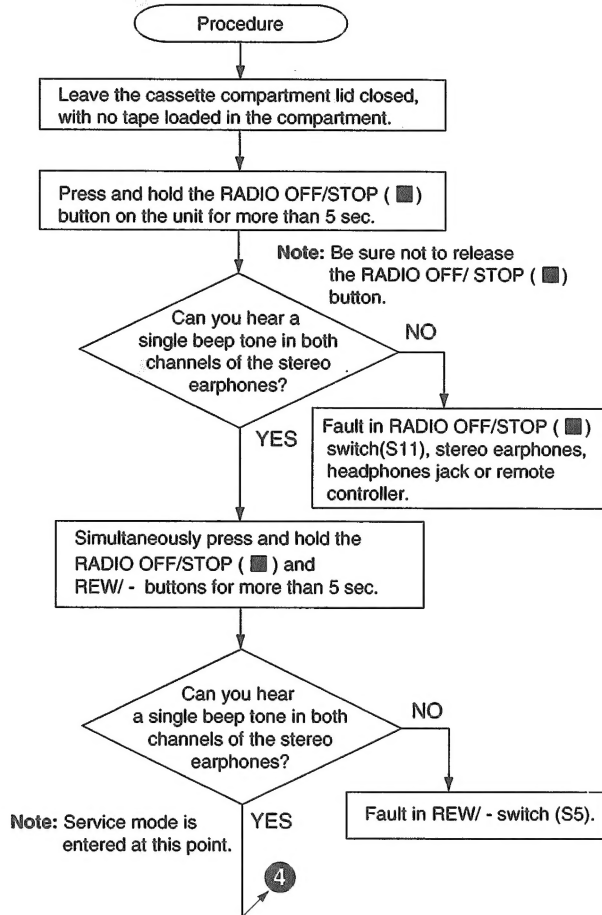 Procedure
Leave the cassette compartment lid closed,
with no tape loaded in the compartment.
Press and hold the RADIO OFF/STOP ( ■ )
button on the unit for more than 5 sec.
Note: Be sure not to release
the RADIO OFF/ STOP ( ■ )
button.
Can you hear a
single beep tone in both
channels of the stereo
earphones?
NO
YES
Fault in RADIO OFF/STOP ( ■ )
switch(S11), stereo earphones,
headphones jack or remote
controller.
Simultaneously press and hold the
RADIO OFF/STOP ( ■ ) and
REW/ - buttons for more than 5 sec.
Can you hear
a single beep tone in both
channels of the stereo
earphones?
NO
Fault in REW/ - switch (S5).
Note: Service mode is
entered at this point.
YES
4